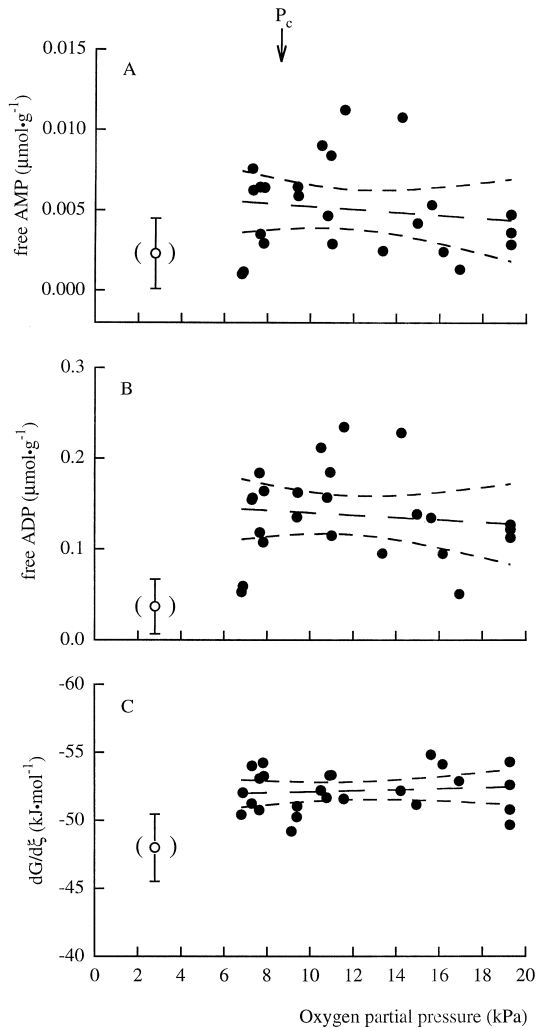 Pc
0.015
A
0.010
0.005
0.000
free AMP (µmol•g-1)
( )
0.3
B
0.2
0.1
0.0
free ADP (µmol•g-1)
( )
-60
C
-55
-50
-45
-40
dG/dξ (kJ•mol-1)
( )
0 2 4 6 8 10 12 14 16 18 20
Oxygen partial pressure (kPa)